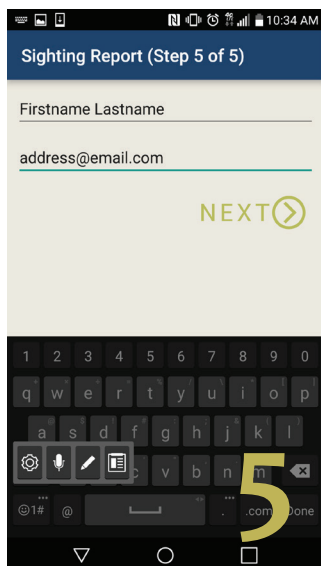 10:34 AM
Sighting Report (Step 5 of 5)
Firstname Lastname
address@email.com
NEXT
1 2 3 4 5 6 7 8 9 0
q w e r t y u i o p
a s d f g h j k l
c v b n m
☺1# @ . .com Done
5